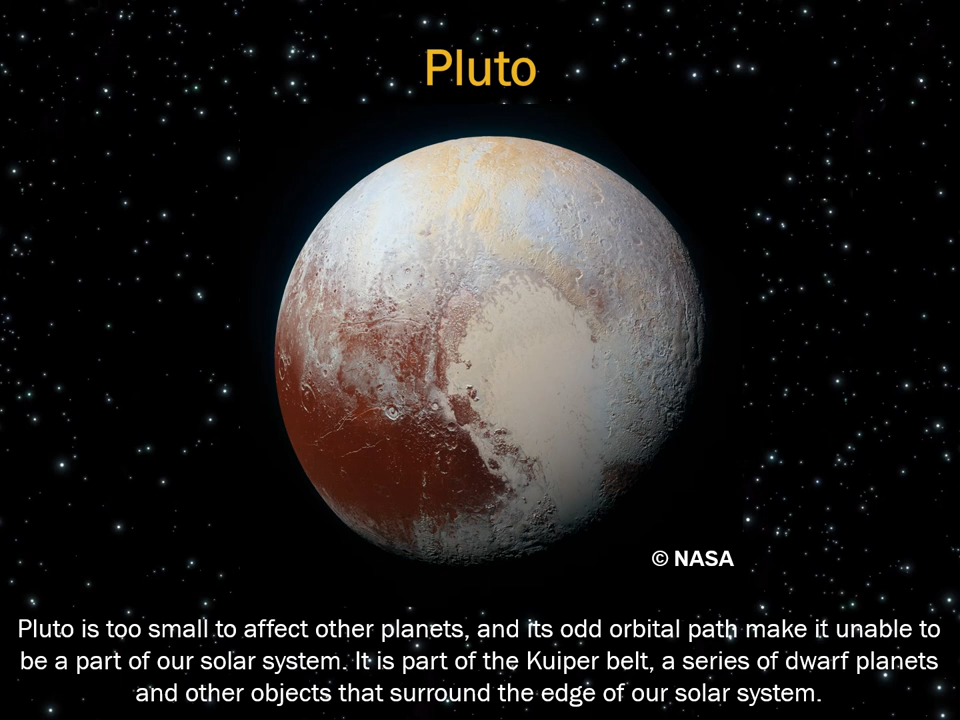 Pluto
© NASA
Pluto is too small to affect other planets, and its odd orbital path make it unable to
be a part of our solar system. It is part of the Kuiper belt, a series of dwarf planets
and other objects that surround the edge of our solar system.